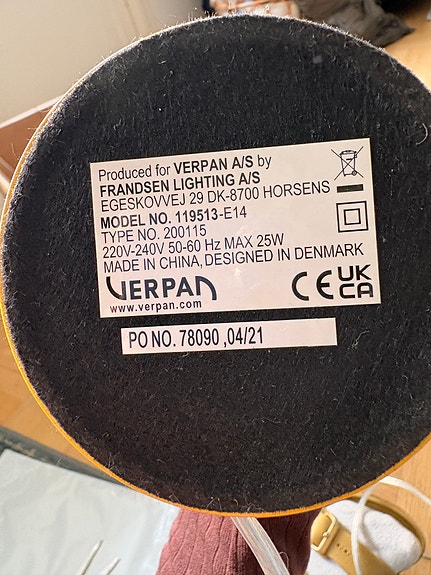 Produced for VERPAN A/S by
FRANDSEN LIGHTING A/S
EGESKOVVEJ 29 DK-8700 HORSENS
MODEL NO. 119513-E14
TYPE NO. 200115
220V-240V 50-60 Hz MAX 25W
MADE IN CHINA, DESIGNED IN DENMARK
VERPAN
www.verpan.com
CE UK CA
PO NO. 78090 ,04/21